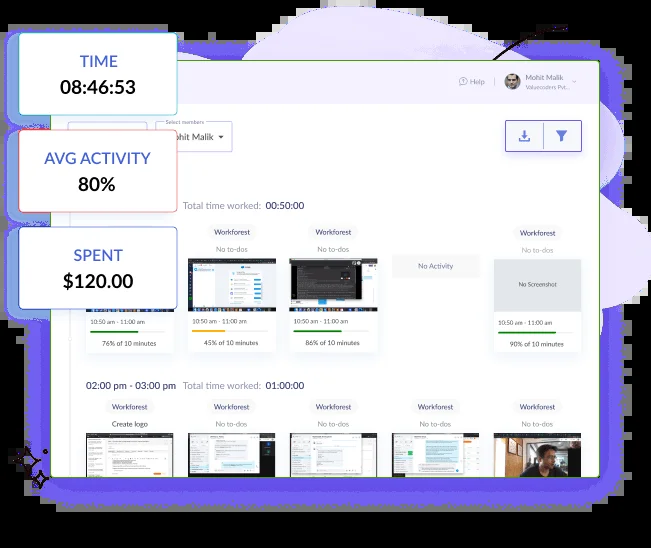 TIME
08:46:53
Help
Mohit Malik
Valuecoders Pvt...
Select members
ohit Malik
AVG ACTIVITY
80%
SPENT
$120.00
Total time worked: 00:50:00
Workforest
Workforest
Workforest
No to-dos
No to-dos
No to-dos
No Activity
No Screenshot
10:50 am - 11:00 am
10:50 am - 11:00 am
10:50 am - 11:00 am
10:50 am - 11:00 am
76% of 10 minutes
45% of 10 minutes
86% of 10 minutes
90% of 10 minutes
02:00 pm - 03:00 pm Total time worked: 01:00:00
Workforest
Workforest
Workforest
Workforest
Workforest
Create logo
No to-dos
No to-dos
No to-dos
No to-dos